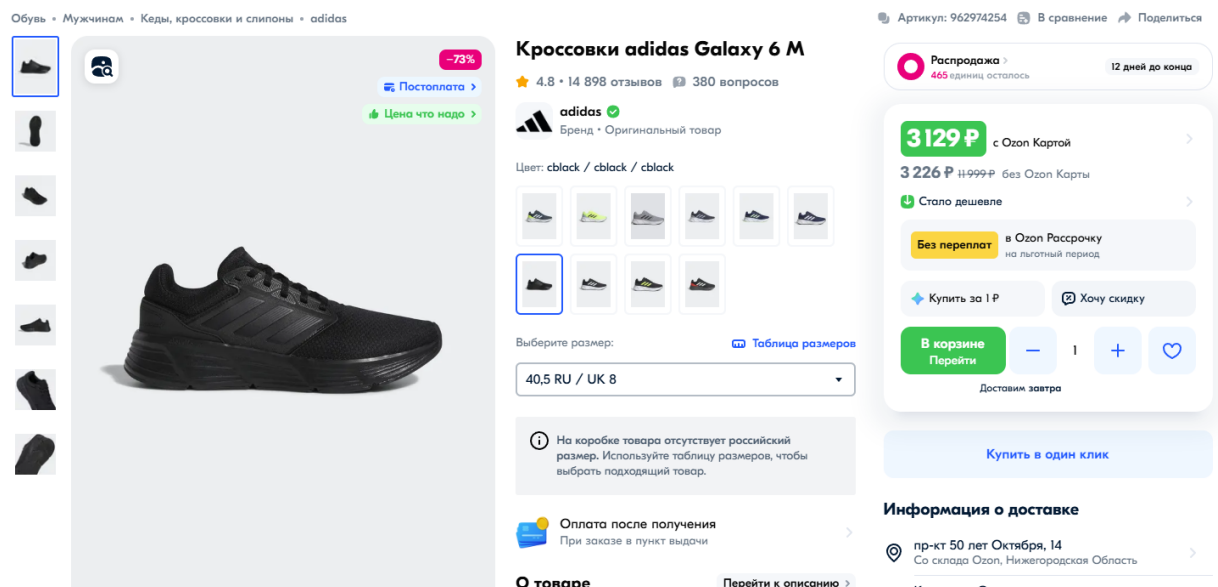 Обувь • Мужчинам • Кеды, кроссовки и слипоны • adidas
Артикул: 962974254 В сравнение Поделиться
-73%
Постоплата
Цена что надо
Кроссовки adidas Galaxy 6 M
4.8 • 14 898 отзывов 380 вопросов
adidas
Бренд • Оригинальный товар
Цвет: cblack / cblack / cblack
Выберите размер:
Таблица размеров
40,5 RU / UK 8
На коробке товара отсутствует российский
размер. Используйте таблицу размеров, чтобы
выбрать подходящий товар.
Оплата после получения
При заказе в пункт выдачи
О товаре
Перейти к описанию
Распродажа
465 единиц осталось
12 дней до конца
3 129 ₽ с Ozon Картой
3 226 ₽ 11 999 ₽ без Ozon Карты
Стало дешевле
Без переплат
в Ozon Рассрочку
на льготный период
Купить за 1 ₽
Хочу скидку
В корзине
Перейти
1
Доставим завтра
Купить в один клик
Информация о доставке
пр-кт 50 лет Октября, 14
Со склада Ozon, Нижегородская Область